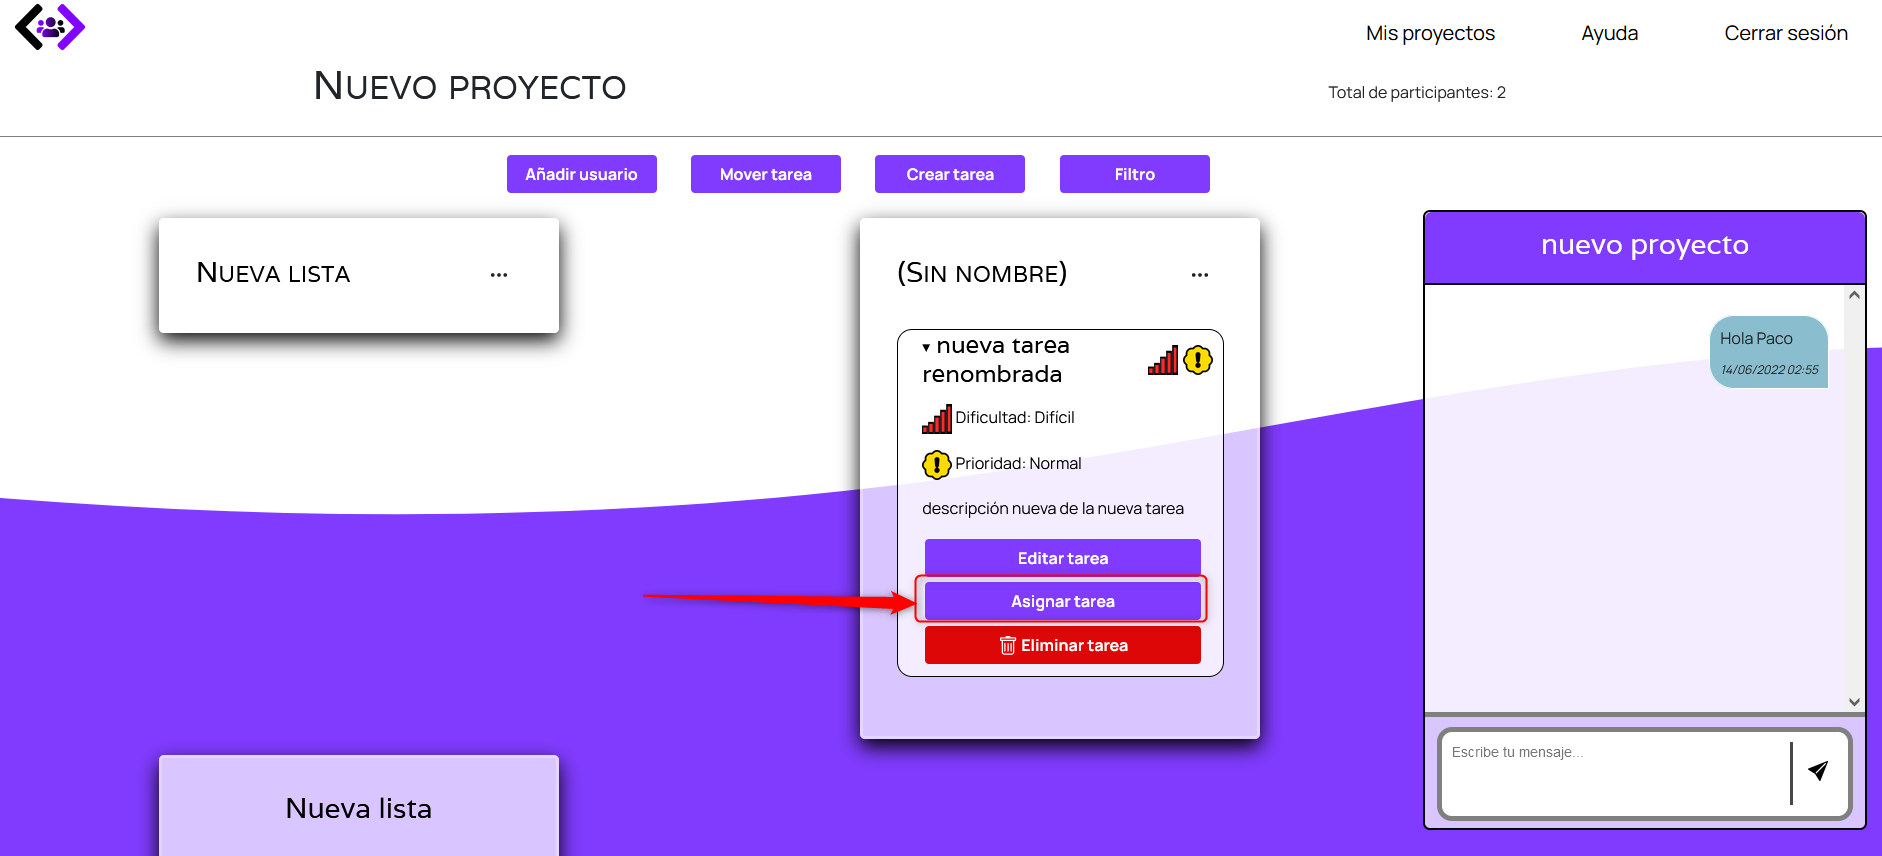 Mis proyectos
Ayuda
Cerrar sesión
NUEVO PROYECTO
Total de participantes: 2
Añadir usuario
Mover tarea
Crear tarea
Filtro
NUEVA LISTA
...
(SIN NOMBRE)
...
▾ nueva tarea
renombrada
Dificultad: Difícil
Prioridad: Normal
descripción nueva de la nueva tarea
Editar tarea
Asignar tarea
Eliminar tarea
Nueva lista
nuevo proyecto
Hola Paco
14/06/2022 02:55
Escribe tu mensaje...